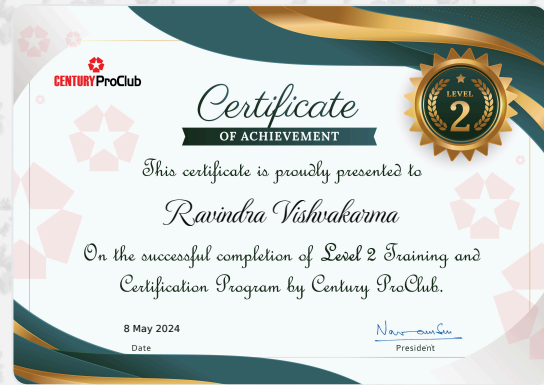 CENTURY ProClub
LEVEL
2
Certificate
OF ACHIEVEMENT
This certificate is proudly presented to
Ravindra Vishvakarma
On the successful completion of Level 2 Training and
Certification Program by Century ProClub.
8 May 2024
Date
President